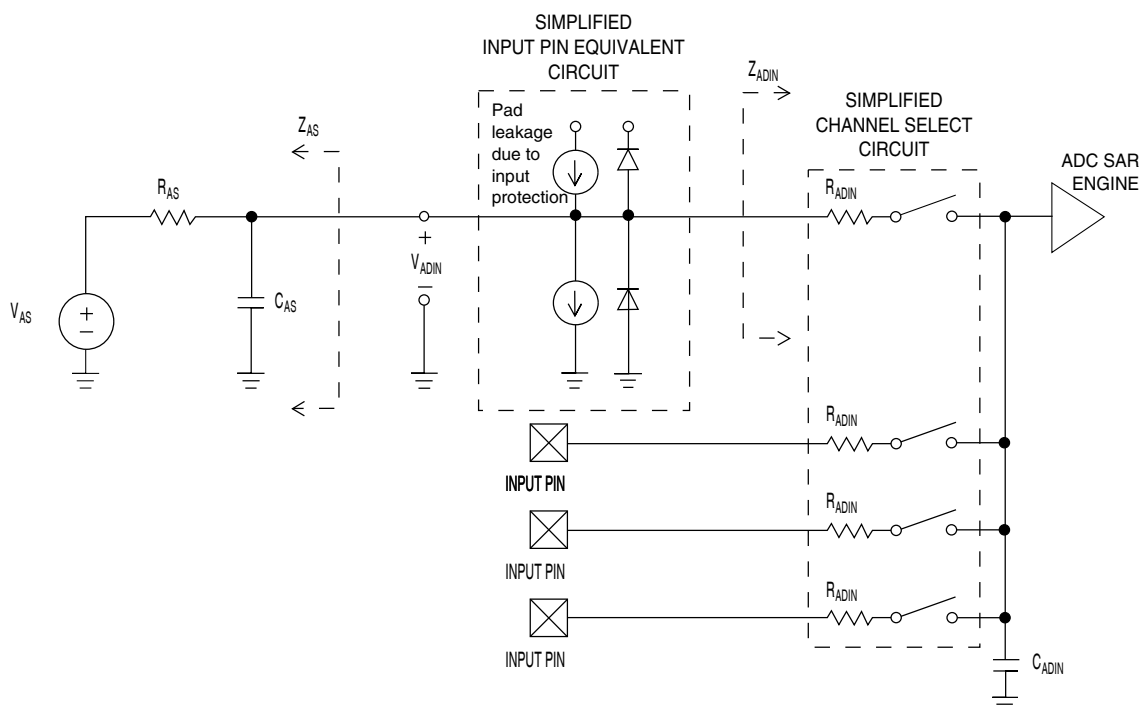 SIMPLIFIED
INPUT PIN EQUIVALENT
CIRCUIT
Pad
leakage
due to
input
protection
Z_AS
Z_ADIN
SIMPLIFIED
CHANNEL SELECT
CIRCUIT
ADC SAR
ENGINE
R_AS
R_ADIN
+
V_ADIN
−
C_AS
V_AS
+
−
R_ADIN
INPUT PIN
R_ADIN
INPUT PIN
R_ADIN
INPUT PIN
C_ADIN